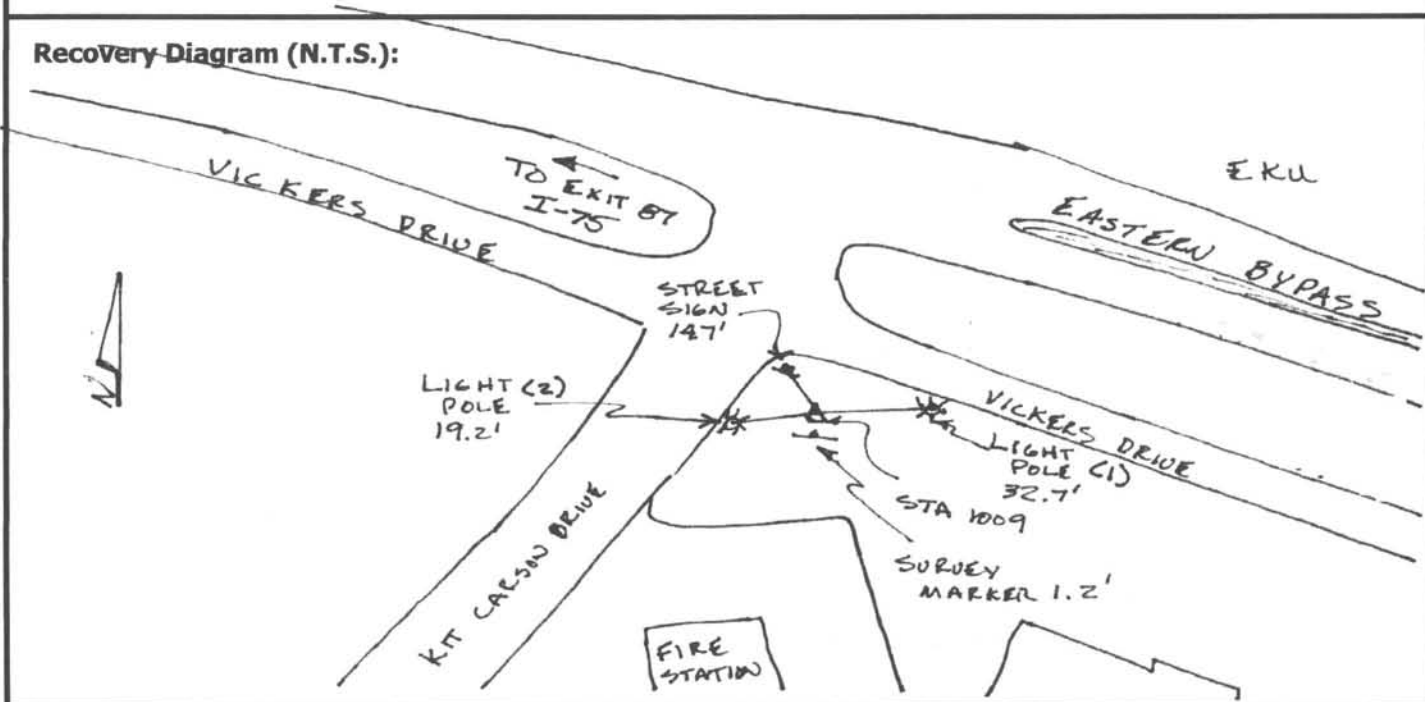 Recovery Diagram (N.T.S.):
EKU
TO EXIT 87
I-75
EASTERN BYPASS
VICKERS DRIVE
STREET
SIGN
147'
N
LIGHT (2)
POLE
19.2'
VICKERS DRIVE
LIGHT
POLE (1)
32.7'
STA 1009
KIT CARSON DRIVE
SURVEY
MARKER 1.2'
FIRE
STATION